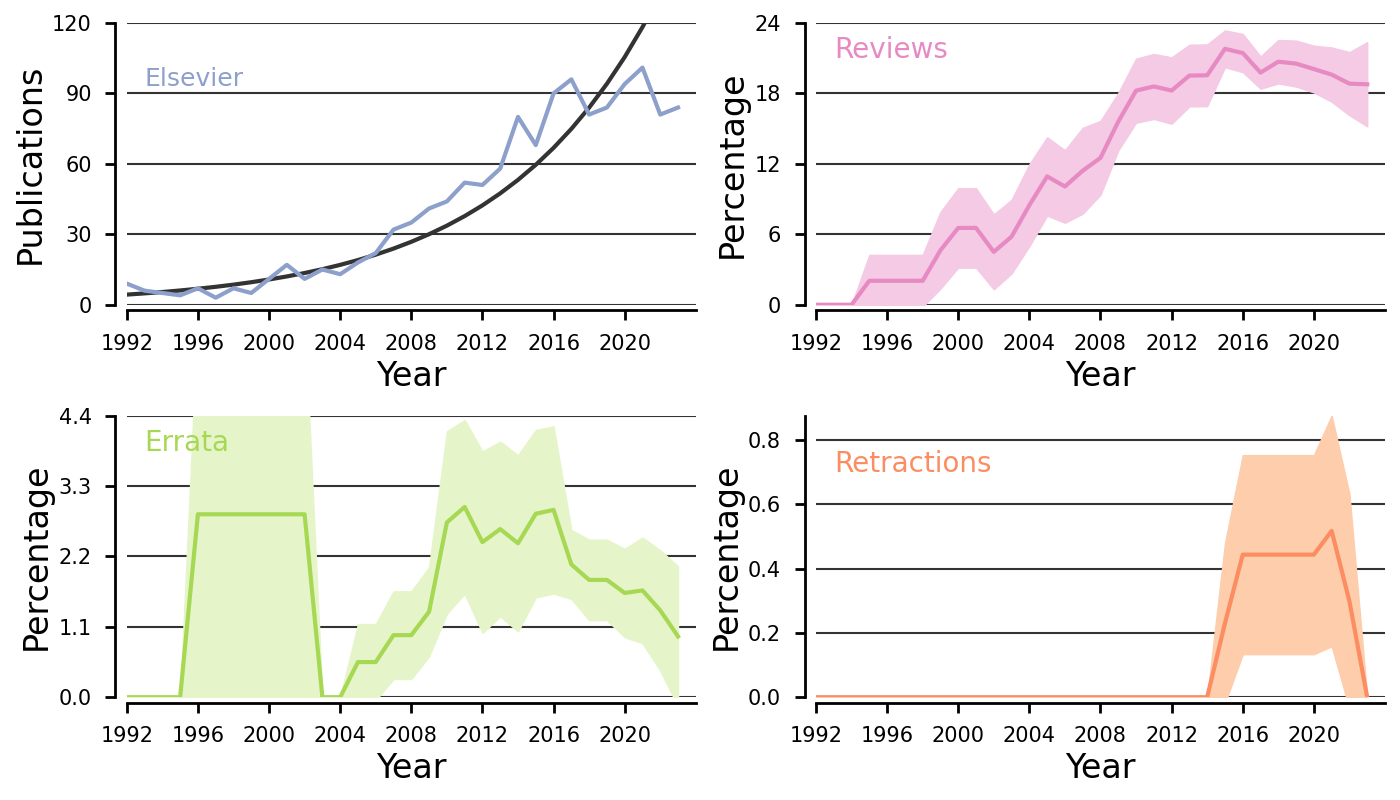 Publications
120
90
60
30
0
Elsevier
1992 1996 2000 2004 2008 2012 2016 2020
Year
Percentage
24
18
12
6
0
Reviews
1992 1996 2000 2004 2008 2012 2016 2020
Year
Percentage
4.4
3.3
2.2
1.1
0.0
Errata
1992 1996 2000 2004 2008 2012 2016 2020
Year
Percentage
0.8
0.6
0.4
0.2
0.0
Retractions
1992 1996 2000 2004 2008 2012 2016 2020
Year